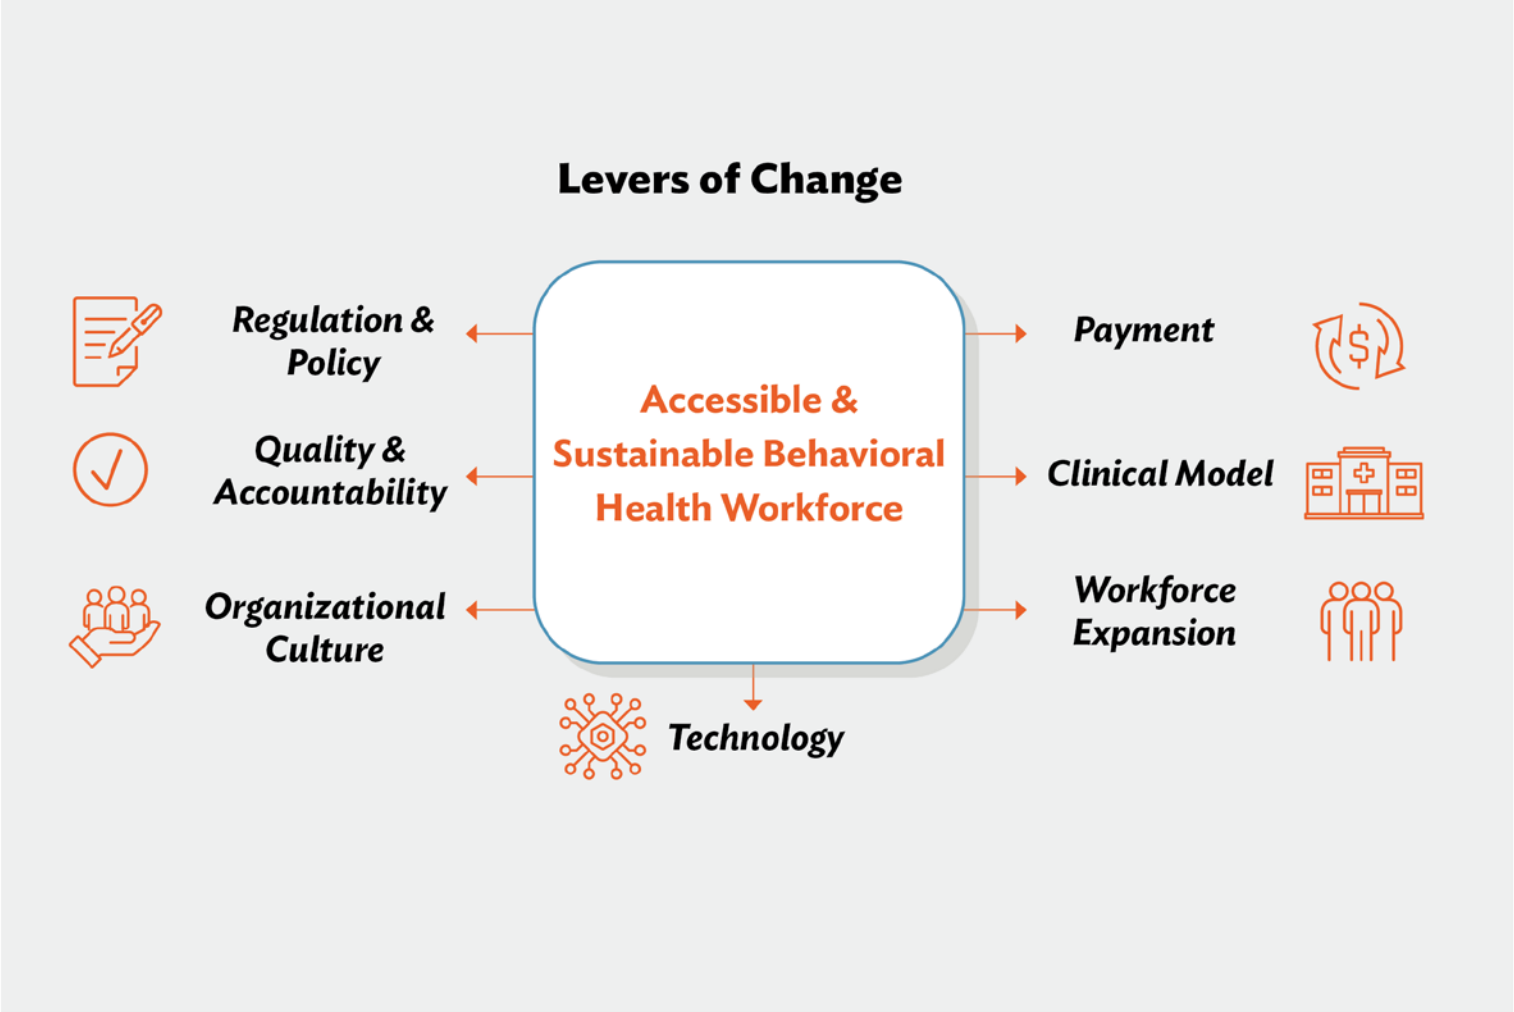 Levers of Change
Regulation &
Policy
Quality &
Accountability
Organizational
Culture
Accessible &
Sustainable Behavioral
Health Workforce
Payment
$
Clinical Model
Workforce
Expansion
Technology